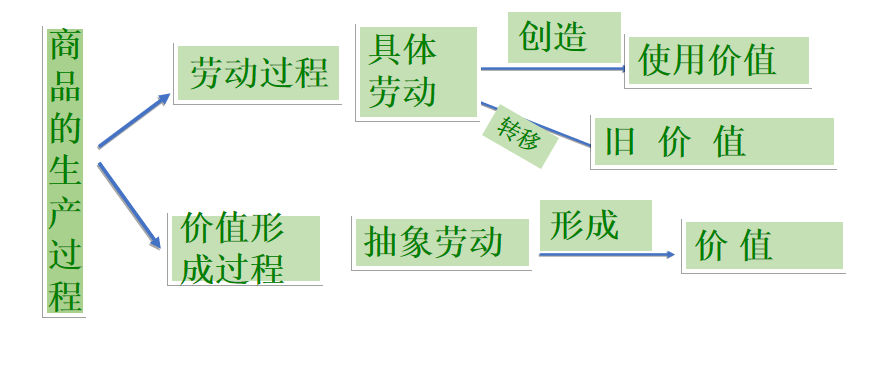 商品的生产过程
劳动过程
具体
劳动
创造
使用价值
转移
旧 价 值
价值形
成过程
抽象劳动
形成
价 值